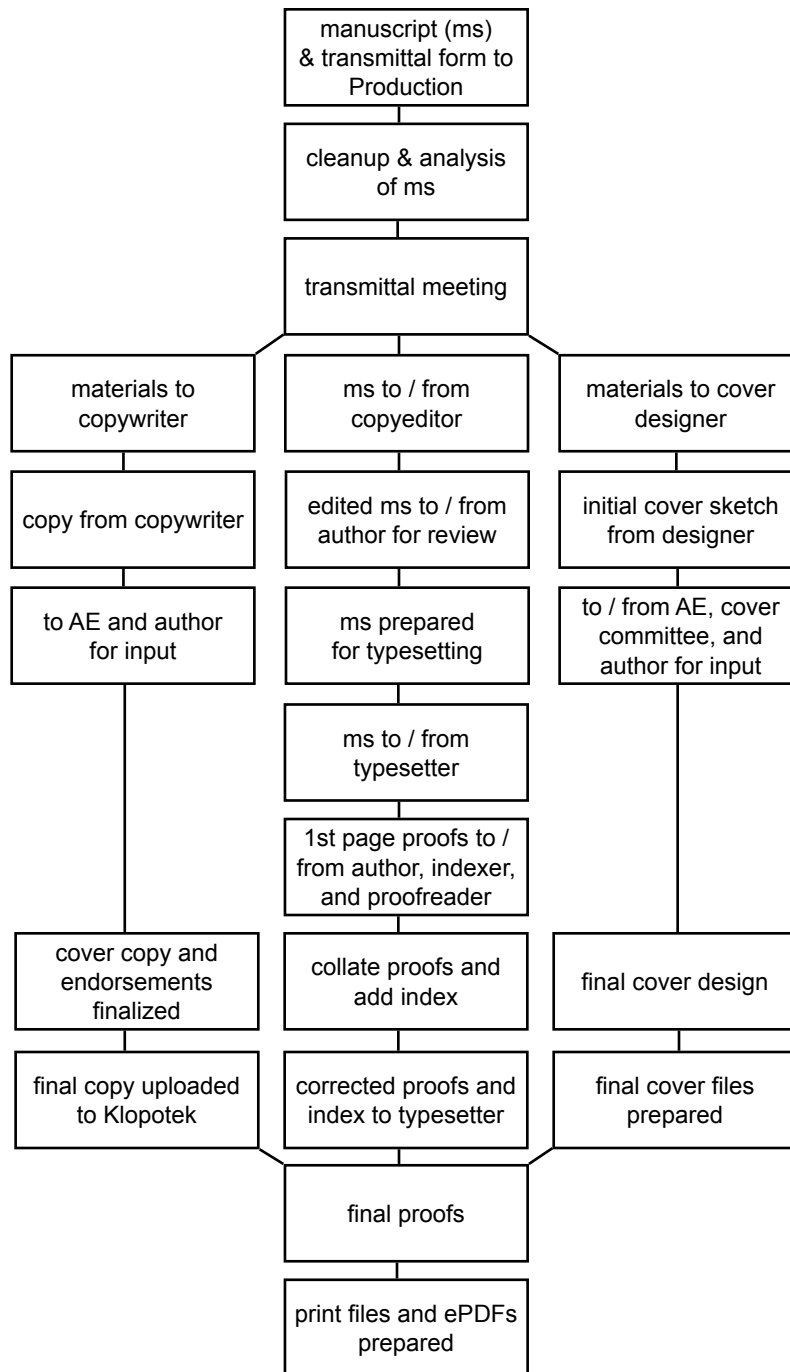 manuscript (ms)
& transmittal form to
Production
cleanup & analysis
of ms
transmittal meeting
materials to
copywriter
ms to / from
copyeditor
materials to cover
designer
copy from copywriter
edited ms to / from
author for review
initial cover sketch
from designer
to AE and author
for input
ms prepared
for typesetting
to / from AE, cover
committee, and
author for input
ms to / from
typesetter
1st page proofs to /
from author, indexer,
and proofreader
cover copy and
endorsements
finalized
collate proofs and
add index
final cover design
final copy uploaded
to Klopotek
corrected proofs and
index to typesetter
final cover files
prepared
final proofs
print files and ePDFs
prepared